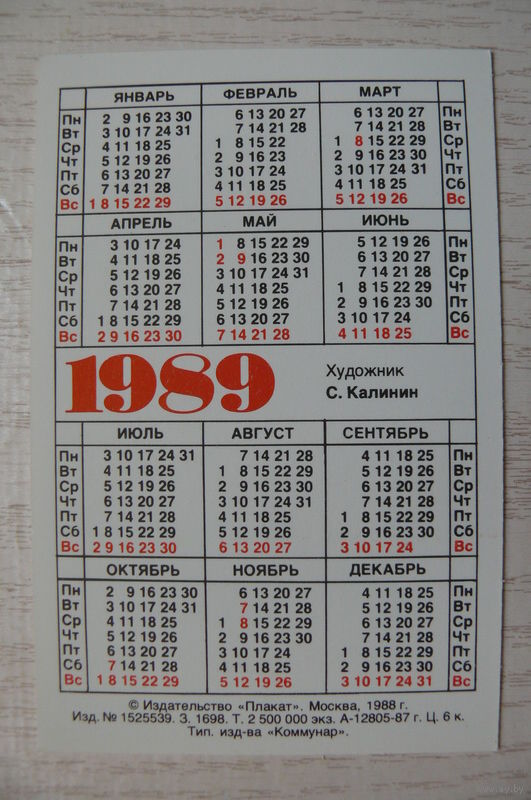 ЯНВАРЬ ФЕВРАЛЬ МАРТ
Пн 2 9 16 23 30 6 13 20 27 6 13 20 27 Пн
Вт 3 10 17 24 31 7 14 21 28 7 14 21 28 Вт
Ср 4 11 18 25 1 8 15 22 1 8 15 22 29 Ср
Чт 5 12 19 26 2 9 16 23 2 9 16 23 30 Чт
Пт 6 13 20 27 3 10 17 24 3 10 17 24 31 Пт
Сб 7 14 21 28 4 11 18 25 4 11 18 25 Сб
Вс 1 8 15 22 29 5 12 19 26 5 12 19 26 Вс
АПРЕЛЬ МАЙ ИЮНЬ
Пн 3 10 17 24 1 8 15 22 29 5 12 19 26 Пн
Вт 4 11 18 25 2 9 16 23 30 6 13 20 27 Вт
Ср 5 12 19 26 3 10 17 24 31 7 14 21 28 Ср
Чт 6 13 20 27 4 11 18 25 1 8 15 22 29 Чт
Пт 7 14 21 28 5 12 19 26 2 9 16 23 30 Пт
Сб 1 8 15 22 29 6 13 20 27 3 10 17 24 Сб
Вс 2 9 16 23 30 7 14 21 28 4 11 18 25 Вс
1989
Художник
С. Калинин
ИЮЛЬ АВГУСТ СЕНТЯБРЬ
Пн 3 10 17 24 31 7 14 21 28 4 11 18 25 Пн
Вт 4 11 18 25 1 8 15 22 29 5 12 19 26 Вт
Ср 5 12 19 26 2 9 16 23 30 6 13 20 27 Ср
Чт 6 13 20 27 3 10 17 24 31 7 14 21 28 Чт
Пт 7 14 21 28 4 11 18 25 1 8 15 22 29 Пт
Сб 1 8 15 22 29 5 12 19 26 2 9 16 23 30 Сб
Вс 2 9 16 23 30 6 13 20 27 3 10 17 24 Вс
ОКТЯБРЬ НОЯБРЬ ДЕКАБРЬ
Пн 2 9 16 23 30 6 13 20 27 4 11 18 25 Пн
Вт 3 10 17 24 31 7 14 21 28 5 12 19 26 Вт
Ср 4 11 18 25 1 8 15 22 29 6 13 20 27 Ср
Чт 5 12 19 26 2 9 16 23 30 7 14 21 28 Чт
Пт 6 13 20 27 3 10 17 24 1 8 15 22 29 Пт
Сб 7 14 21 28 4 11 18 25 2 9 16 23 30 Сб
Вс 1 8 15 22 29 5 12 19 26 3 10 17 24 31 Вс
© Издательство «Плакат». Москва, 1988 г.
Изд. № 1525539. З. 1698. Т. 2 500 000 экз. А-12805-87 г. Ц. 6 к.
Тип. изд-ва «Коммунар».
www.ay.by